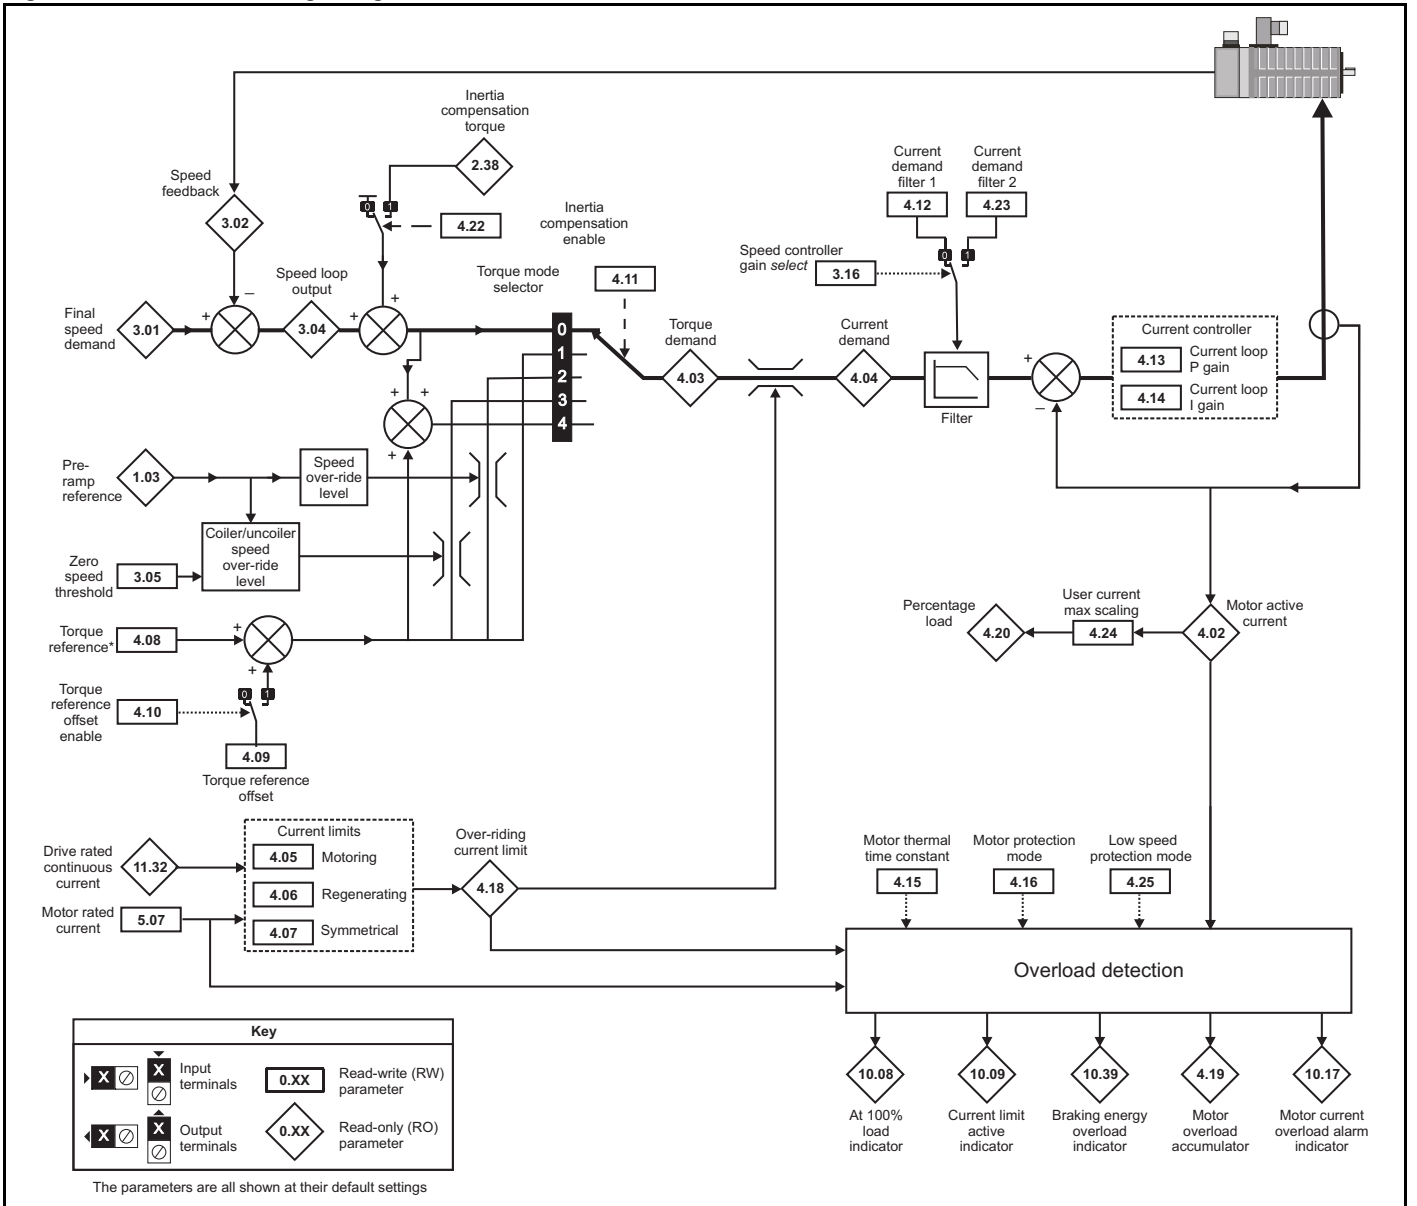 Inertia
compensation
torque
2.38
Speed
feedback
3.02
0 1
4.22
Inertia
compensation
enable
Current
demand
filter 1
4.12
Current
demand
filter 2
4.23
0 1
Speed controller
gain select
3.16
Final
speed
demand
3.01
+
–
Speed loop
output
3.04
+
+
Torque mode
selector
4.11
0
1
2
3
4
Torque
demand
4.03
Current
demand
4.04
Filter
+
–
Current controller
4.13
Current loop
P gain
4.14
Current loop
I gain
+ +
+
Pre-
ramp
reference
1.03
Speed
over-ride
level
Coiler/uncoiler
speed
over-ride
level
Zero
speed
threshold
3.05
Torque
reference*
4.08
+
+
0 1
Torque
reference
offset
enable
4.10
4.09
Torque reference
offset
Percentage
load
4.20
User current
max scaling
4.24
4.02
Motor active
current
Drive rated
continuous
current
11.32
Motor rated
current
5.07
Current limits
4.05 Motoring
4.06 Regenerating
4.07 Symmetrical
Over-riding
current limit
4.18
Motor thermal
time constant
4.15
Motor protection
mode
4.16
Low speed
protection mode
4.25
Overload detection
10.08
At 100%
load
indicator
10.09
Current limit
active
indicator
10.39
Braking energy
overload
indicator
4.19
Motor
overload
accumulator
10.17
Motor current
overload alarm
indicator
Key
X
X
Input
terminals
0.XX
Read-write (RW)
parameter
X
X
Output
terminals
0.XX
Read-only (RO)
parameter
The parameters are all shown at their default settings